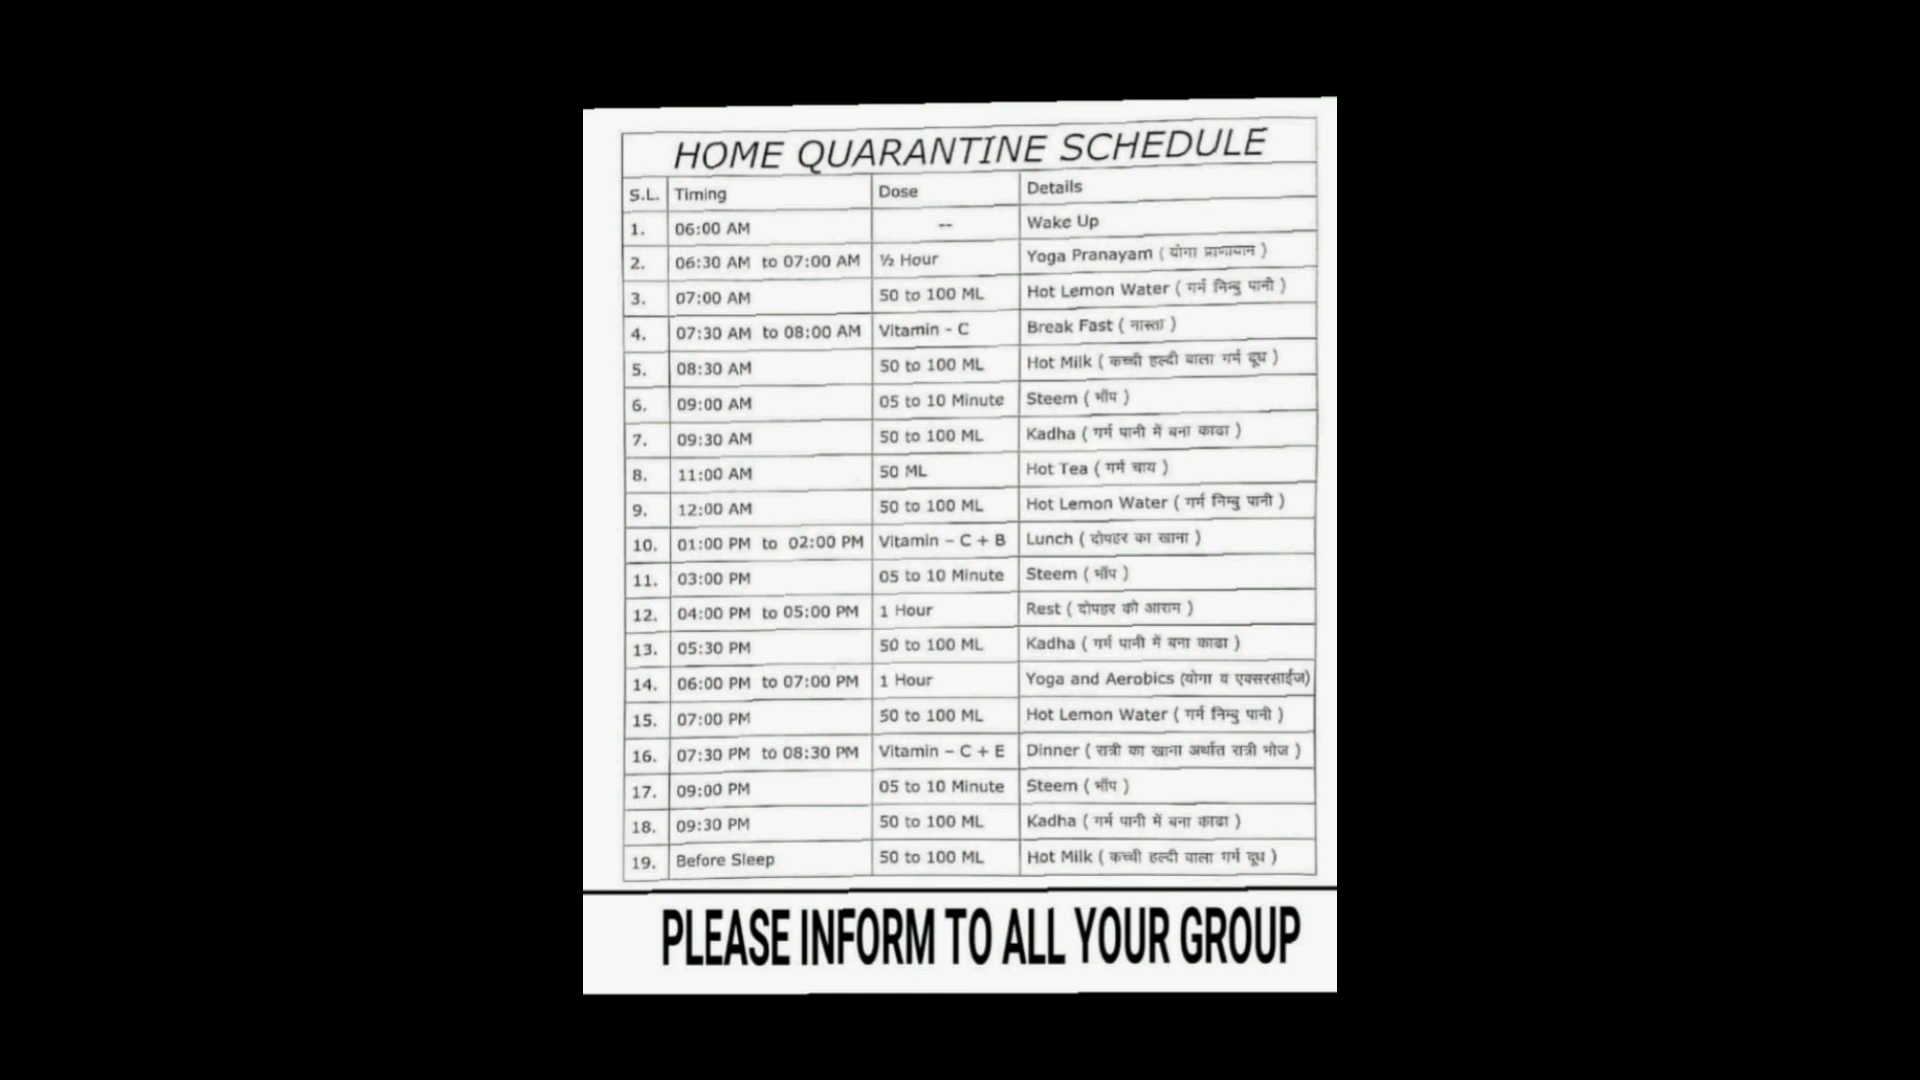 HOME QUARANTINE SCHEDULE
S.L. Timing Dose Details
1. 06:00 AM -- Wake Up
2. 06:30 AM to 07:00 AM ½ Hour Yoga Pranayam ( योगा प्राणायाम )
3. 07:00 AM 50 to 100 ML Hot Lemon Water ( गर्म निम्बु पानी )
4. 07:30 AM to 08:00 AM Vitamin - C Break Fast ( नास्ता )
5. 08:30 AM 50 to 100 ML Hot Milk ( कच्ची हल्दी वाला गर्म दूध )
6. 09:00 AM 05 to 10 Minute Steem ( भाँप )
7. 09:30 AM 50 to 100 ML Kadha ( गर्म पानी में बना काढा )
8. 11:00 AM 50 ML Hot Tea ( गर्म चाय )
9. 12:00 AM 50 to 100 ML Hot Lemon Water ( गर्म निम्बु पानी )
10. 01:00 PM to 02:00 PM Vitamin – C + B Lunch ( दोपहर का खाना )
11. 03:00 PM 05 to 10 Minute Steem ( भाँप )
12. 04:00 PM to 05:00 PM 1 Hour Rest ( दोपहर को आराम )
13. 05:30 PM 50 to 100 ML Kadha ( गर्म पानी में बना काढा )
14. 06:00 PM to 07:00 PM 1 Hour Yoga and Aerobics (योगा व एक्सरसाईज)
15. 07:00 PM 50 to 100 ML Hot Lemon Water ( गर्म निम्बु पानी )
16. 07:30 PM to 08:30 PM Vitamin – C + E Dinner ( रात्री का खाना अर्थात रात्री भोज )
17. 09:00 PM 05 to 10 Minute Steem ( भाँप )
18. 09:30 PM 50 to 100 ML Kadha ( गर्म पानी में बना काढा )
19. Before Sleep 50 to 100 ML Hot Milk ( कच्ची हल्दी वाला गर्म दूध )
PLEASE INFORM TO ALL YOUR GROUP